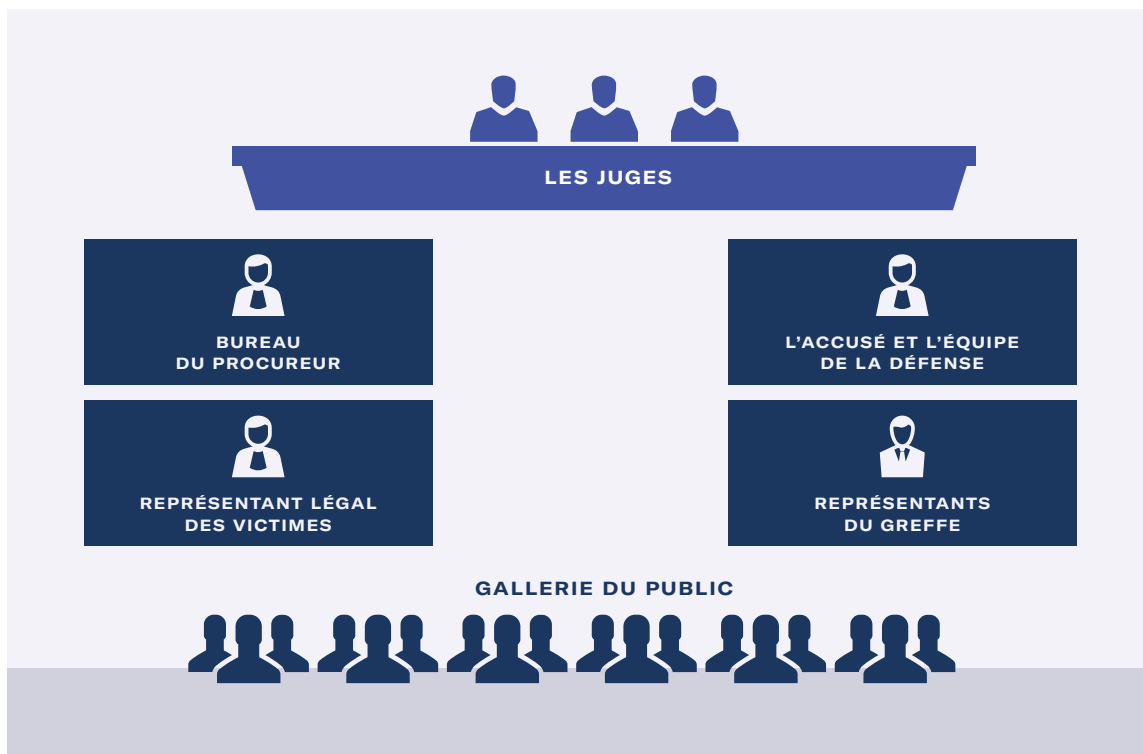 LES JUGES
BUREAU
DU PROCUREUR
L'ACCUSÉ ET L'ÉQUIPE
DE LA DÉFENSE
REPRÉSENTANT LÉGAL
DES VICTIMES
REPRÉSENTANTS
DU GREFFE
GALLERIE DU PUBLIC